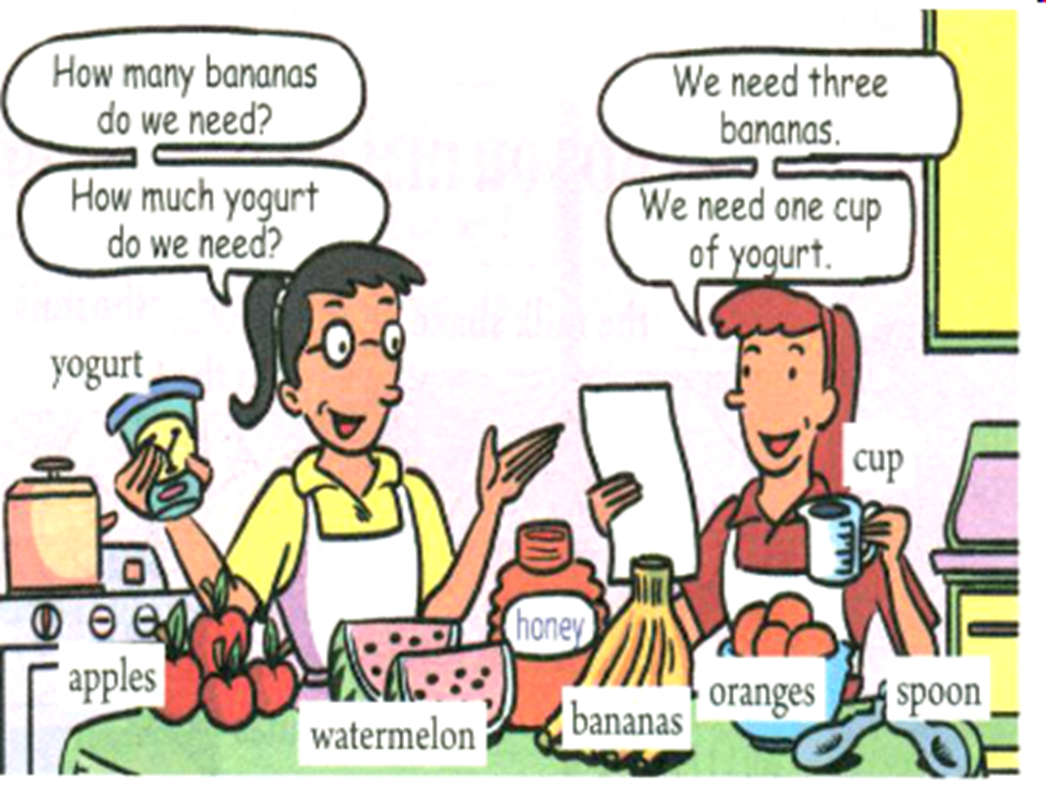 How many bananas
do we need?
How much yogurt
do we need?
We need three
bananas.
We need one cup
of yogurt.
yogurt
cup
honey
apples
watermelon
bananas
oranges
spoon